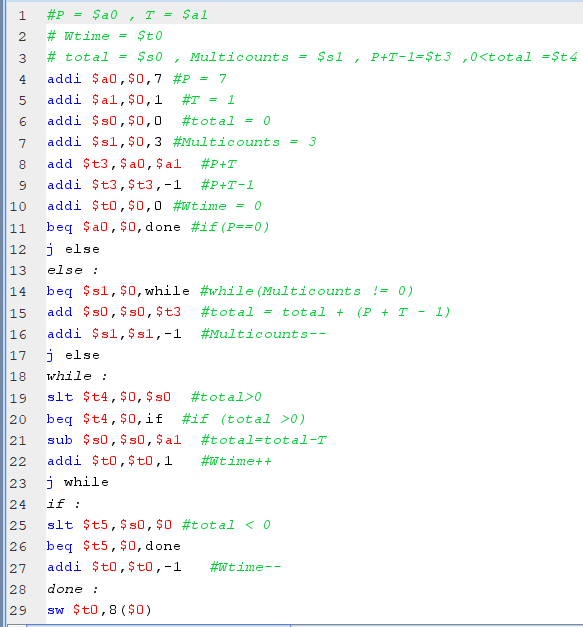 1 #P = $a0 , T = $a1
2 # Wtime = $t0
3 # total = $s0 , Multicounts = $s1 , P+T-1=$t3 ,0<total =$t4
4 addi $a0,$0,7 #P = 7
5 addi $a1,$0,1 #T = 1
6 addi $s0,$0,0 #total = 0
7 addi $s1,$0,3 #Multicounts = 3
8 add $t3,$a0,$a1 #P+T
9 addi $t3,$t3,-1 #P+T-1
10 addi $t0,$0,0 #Wtime = 0
11 beq $a0,$0,done #if(P==0)
12 j else
13 else :
14 beq $s1,$0,while #while(Multicounts != 0)
15 add $s0,$s0,$t3 #total = total + (P + T - 1)
16 addi $s1,$s1,-1 #Multicounts--
17 j else
18 while :
19 slt $t4,$0,$s0 #total>0
20 beq $t4,$0,if #if (total >0)
21 sub $s0,$s0,$a1 #total=total-T
22 addi $t0,$t0,1 #Wtime++
23 j while
24 if :
25 slt $t5,$s0,$0 #total < 0
26 beq $t5,$0,done
27 addi $t0,$t0,-1 #Wtime--
28 done :
29 sw $t0,8($0)